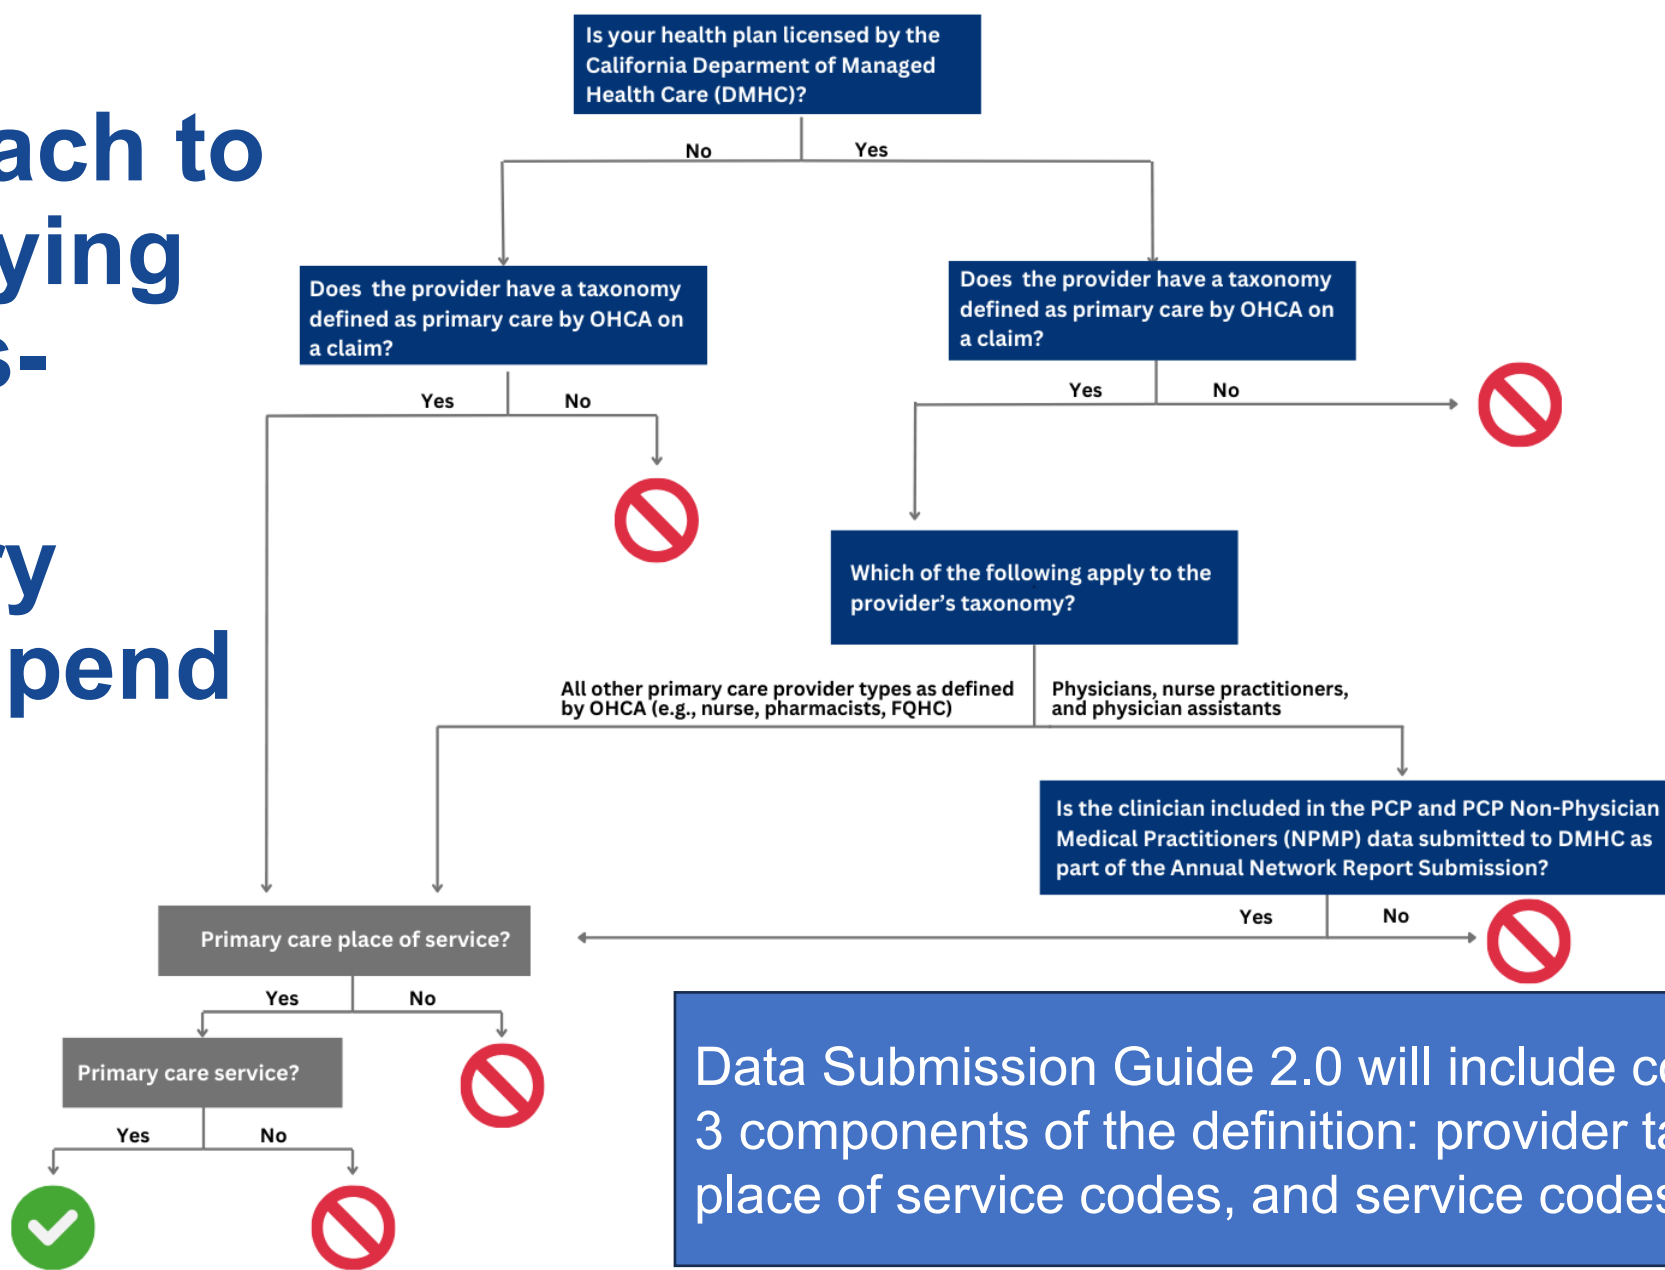 ach to
ying
s-
ry
pend
Is your health plan licensed by the
California Deparment of Managed
Health Care (DMHC)?
No
Yes
Does the provider have a taxonomy
defined as primary care by OHCA on
a claim?
Does the provider have a taxonomy
defined as primary care by OHCA on
a claim?
Yes
No
Yes
No
Which of the following apply to the
provider’s taxonomy?
All other primary care provider types as defined
by OHCA (e.g., nurse, pharmacists, FQHC)
Physicians, nurse practitioners,
and physician assistants
Is the clinician included in the PCP and PCP Non-Physician
Medical Practitioners (NPMP) data submitted to DMHC as
part of the Annual Network Report Submission?
Yes
No
Primary care place of service?
Yes
No
Primary care service?
Yes
No
Data Submission Guide 2.0 will include co
3 components of the definition: provider ta
place of service codes, and service codes